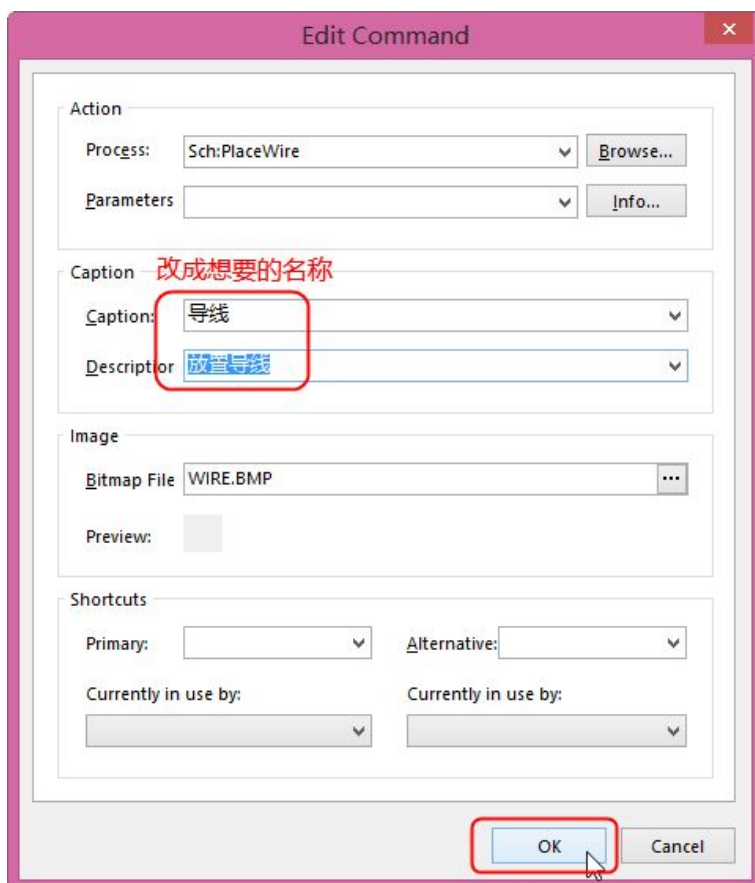 Edit Command
Action
Process: Sch:PlaceWire Browse...
Parameters Info...
Caption 改成想要的名称
Caption: 导线
Description 放置导线
Image
Bitmap File WIRE.BMP ...
Preview:
Shortcuts
Primary: Alternative:
Currently in use by: Currently in use by:
OK Cancel